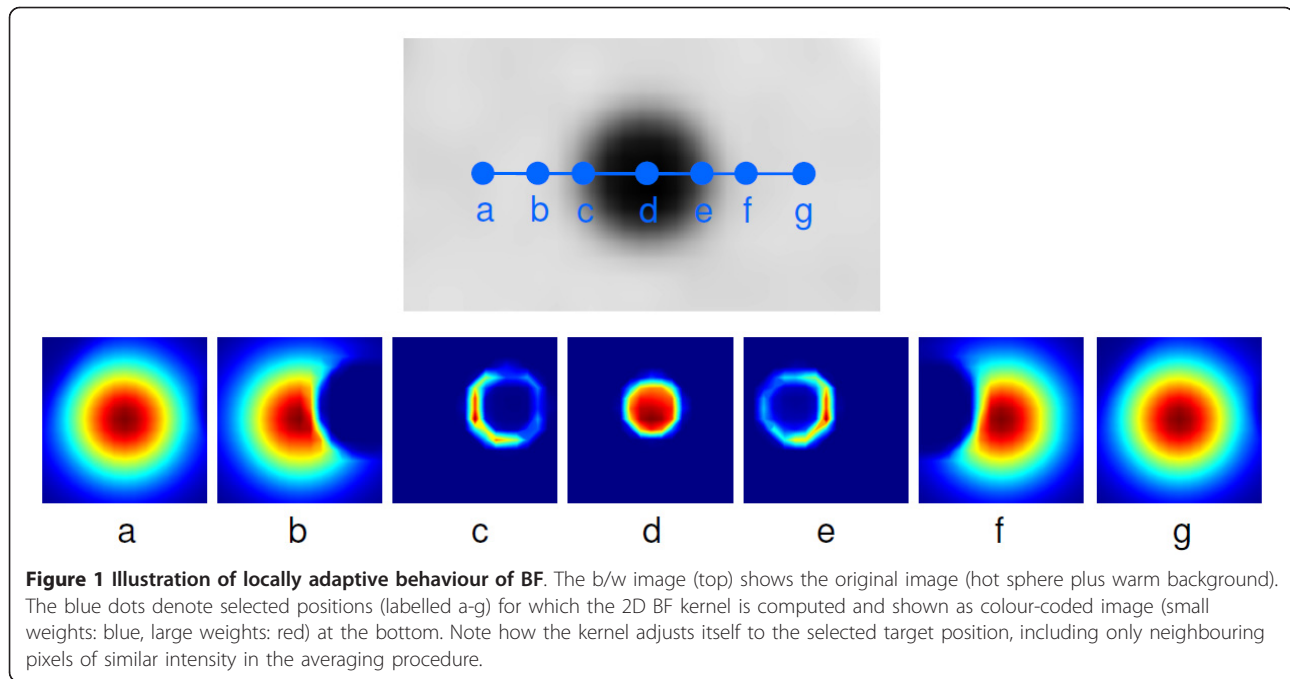 a b c d e f g
a b c d e f g
Figure 1 Illustration of locally adaptive behaviour of BF. The b/w image (top) shows the original image (hot sphere plus warm background).
The blue dots denote selected positions (labelled a-g) for which the 2D BF kernel is computed and shown as colour-coded image (small
weights: blue, large weights: red) at the bottom. Note how the kernel adjusts itself to the selected target position, including only neighbouring
pixels of similar intensity in the averaging procedure.